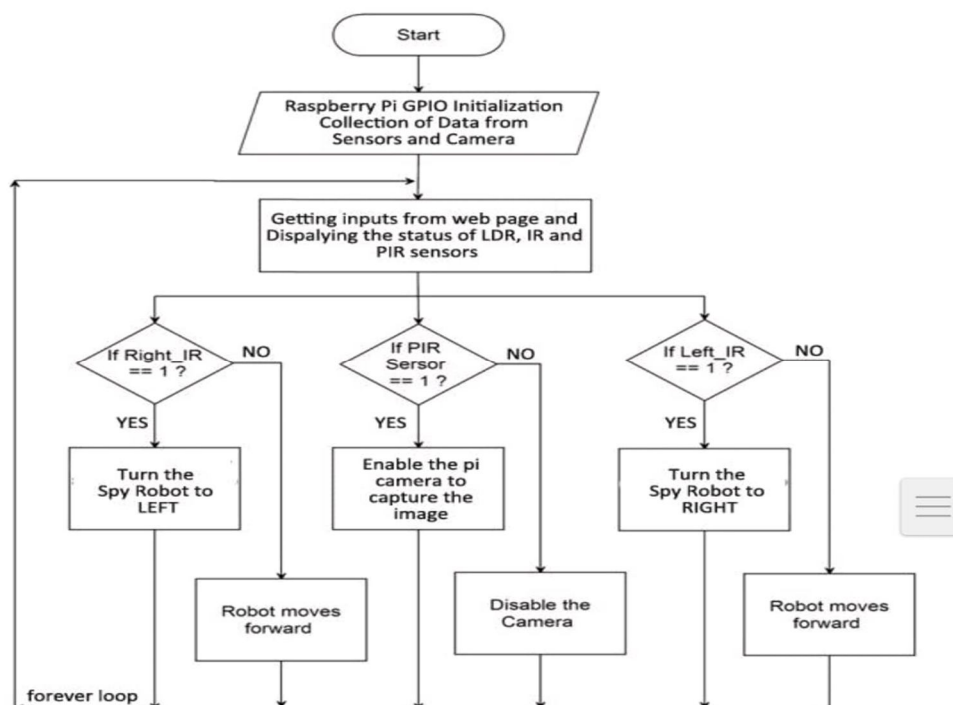 Start
Raspberry Pi GPIO Initialization
Collection of Data from
Sensors and Camera
Getting inputs from web page and
Dispalying the status of LDR, IR and
PIR sensors
If Right_IR
== 1 ?
NO
YES
If PIR
Sersor
== 1 ?
NO
YES
If Left_IR
== 1 ?
NO
YES
Turn the
Spy Robot to
LEFT
Enable the pi
camera to
capture the
image
Turn the
Spy Robot to
RIGHT
Robot moves
forward
Disable the
Camera
Robot moves
forward
forever loop